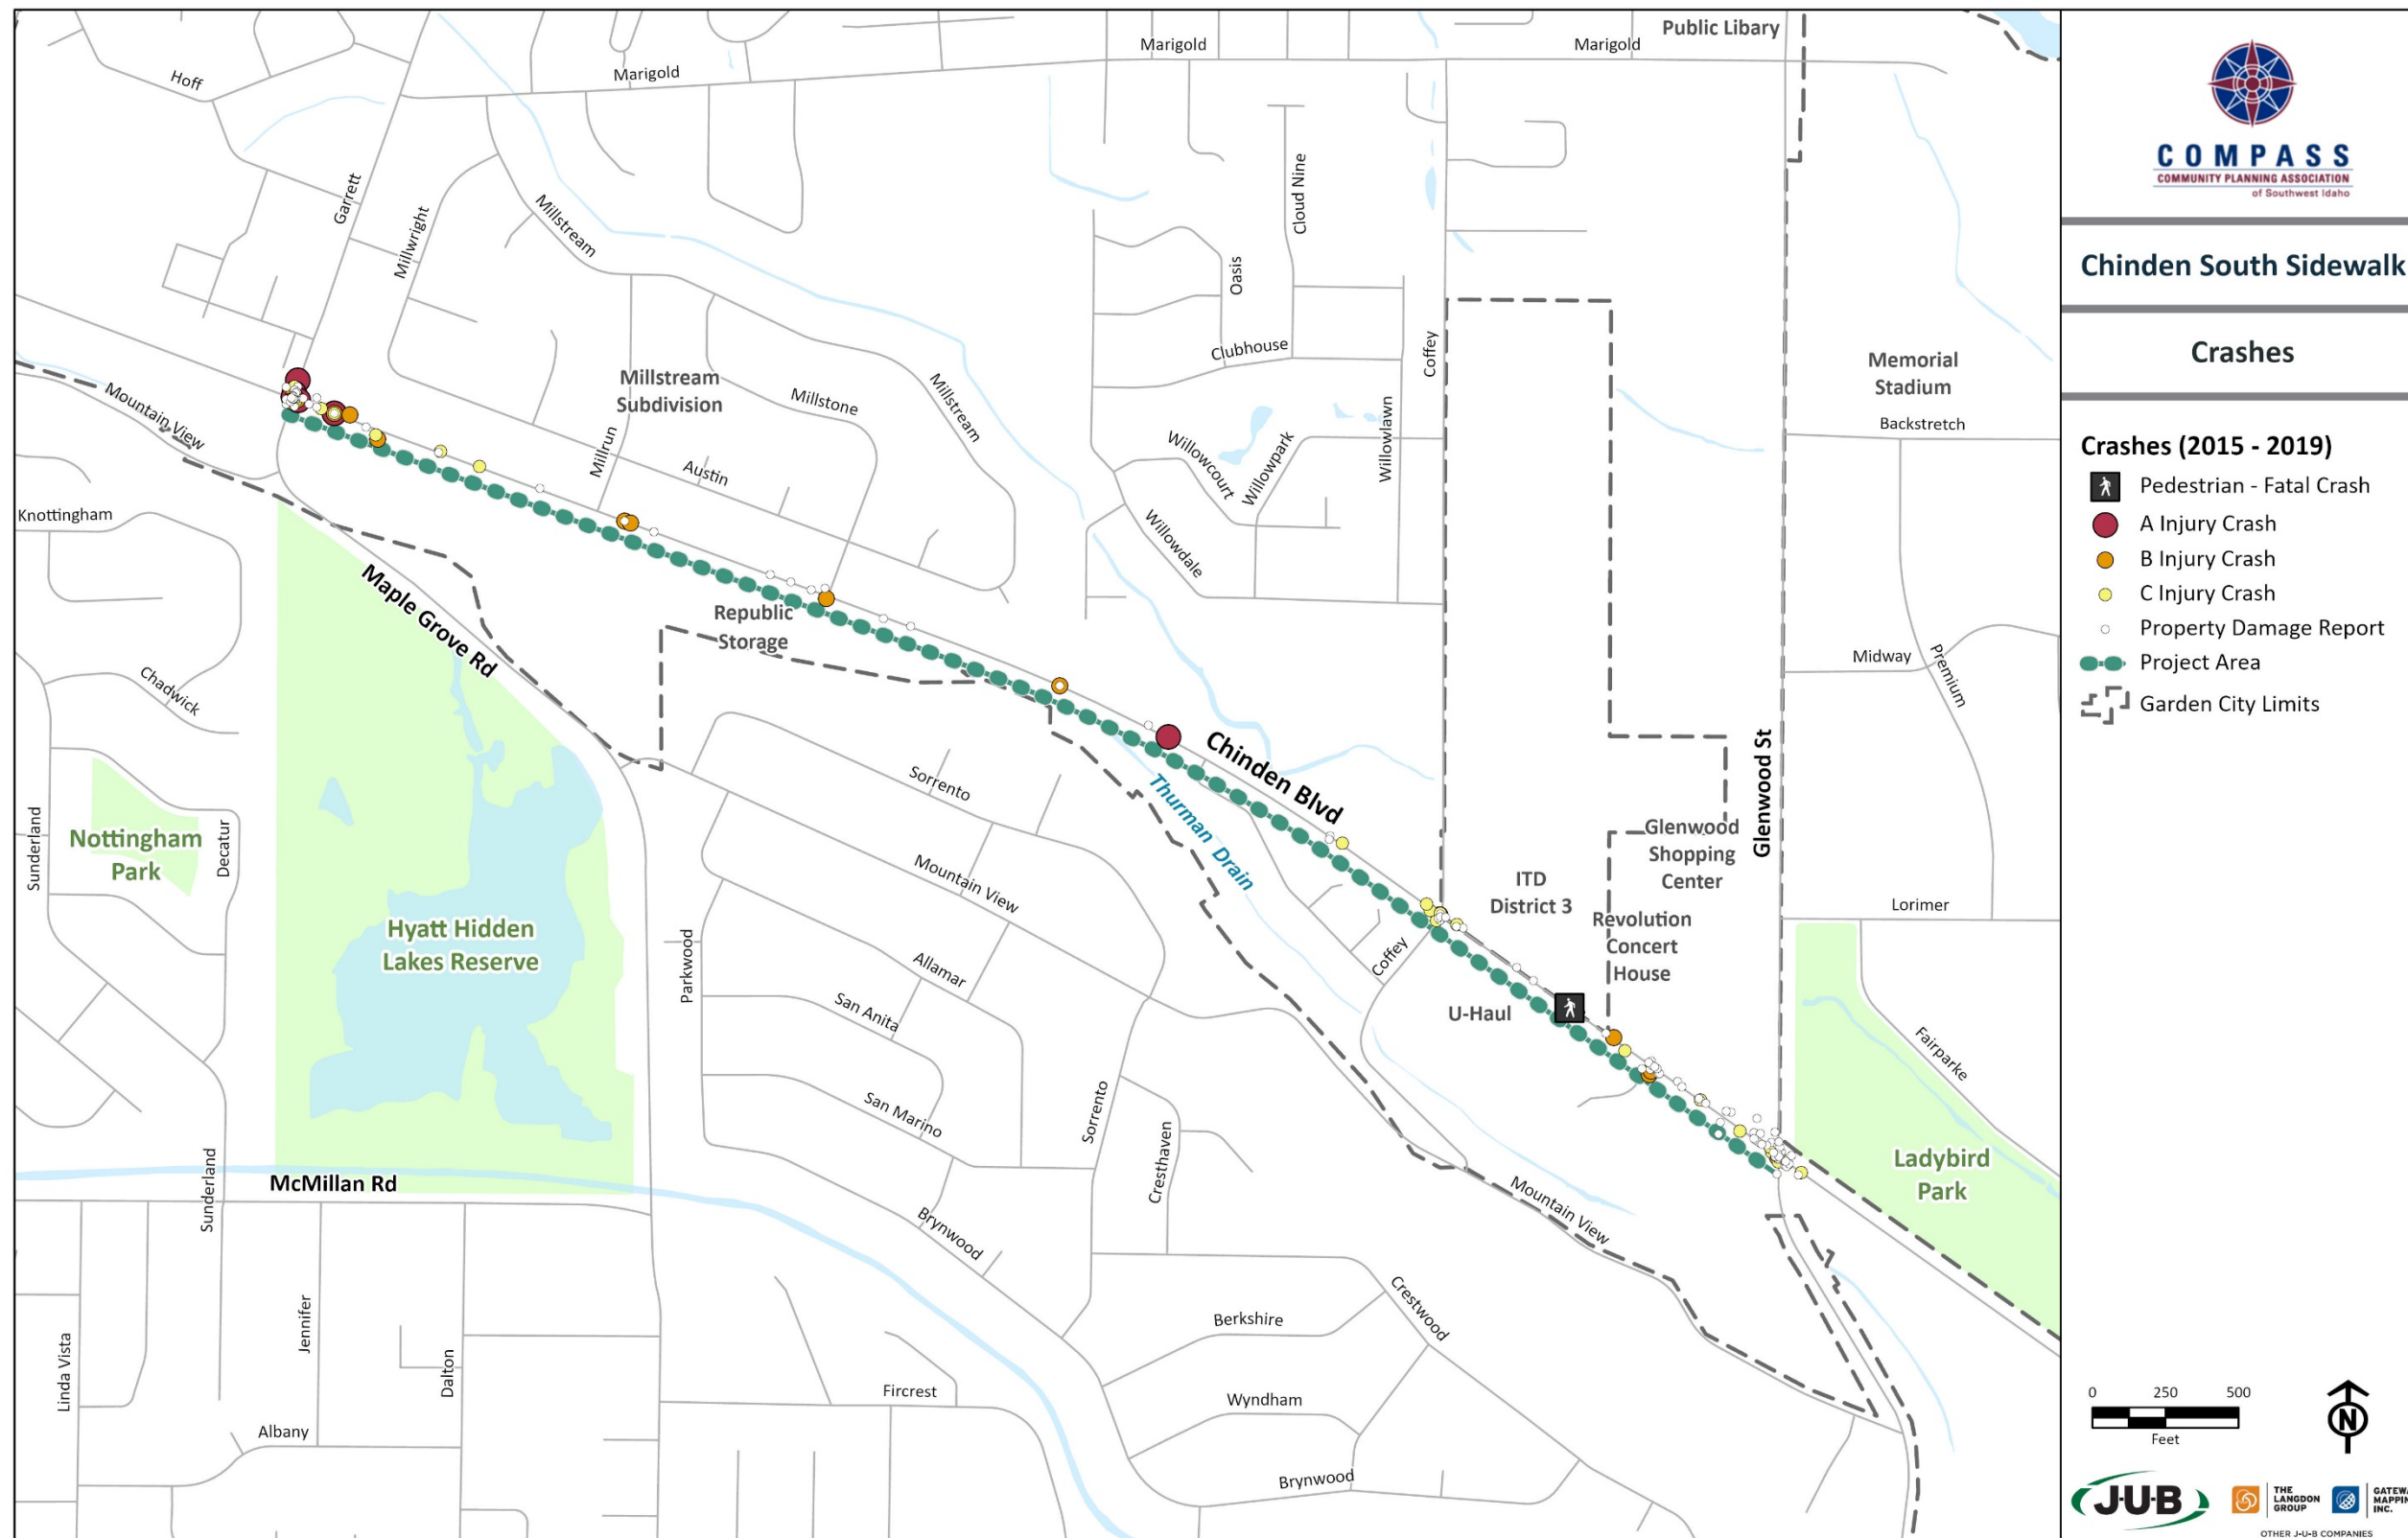 Public Libary
Marigold
Marigold
Marigold
Hoff
Garrett
Millwright
Millstream
Cloud Nine
Oasis
Clubhouse
Coffey
Memorial
Stadium
Backstretch
Mountain View
Millstream
Subdivision
Millstone
Millstream
Millrun
Austin
Willowcourt
Willowpark
Willowlawn
Willowdale
Knottingham
Maple Grove Rd
Republic
Storage
Midway
Premium
Chadwick
Chinden Blvd
Glenwood St
Sorrento
Thurman Drain
Sunderland
Nottingham
Park
Decatur
Glenwood
Shopping
Center
Mountain View
ITD
District 3
Revolution
Concert
House
Lorimer
Hyatt Hidden
Lakes Reserve
Parkwood
Allamar
San Anita
Coffey
U-Haul
Fairparke
San Marino
Sorrento
Cresthaven
Ladybird
Park
McMillan Rd
Sunderland
Mountain View
Brynwood
Crestwood
Berkshire
Jennifer
Linda Vista
Dalton
Fircrest
Wyndham
Albany
Brynwood
COMPASS
COMMUNITY PLANNING ASSOCIATION
of Southwest Idaho
Chinden South Sidewalk
Crashes
Crashes (2015 - 2019)
Pedestrian - Fatal Crash
A Injury Crash
B Injury Crash
C Injury Crash
Property Damage Report
Project Area
Garden City Limits
0 250 500
Feet
N
J-U-B
THE
LANGDON
GROUP
GATEWA
MAPPIN
INC.
OTHER J-U-B COMPANIES